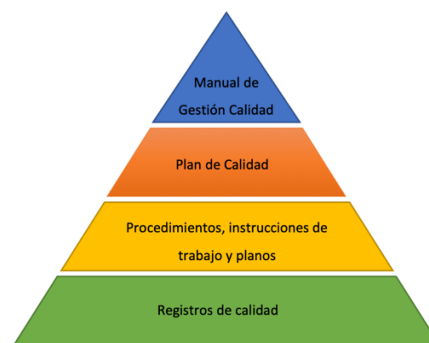 Manual de
Gestión Calidad
Plan de Calidad
Procedimientos, instrucciones de
trabajo y planos
Registros de calidad